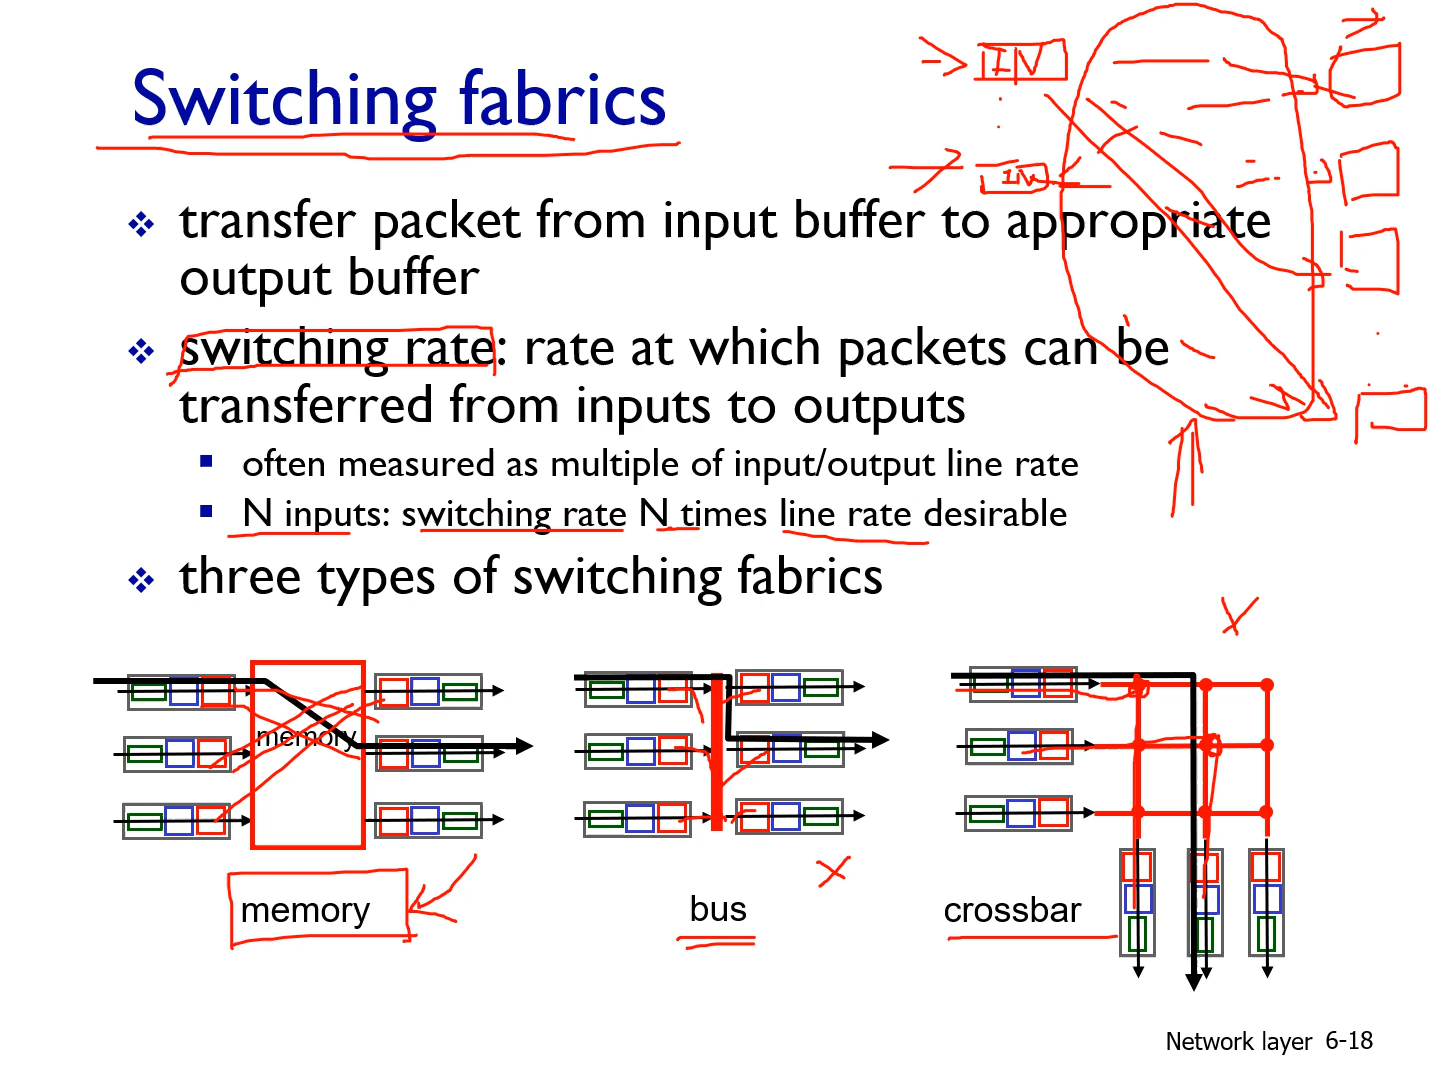 Switching fabrics
IN
IN
transfer packet from input buffer to appropriate
output buffer
switching rate: rate at which packets can be
transferred from inputs to outputs
often measured as multiple of input/output line rate
N inputs: switching rate N times line rate desirable
three types of switching fabrics
memory
memory
bus
crossbar
Network layer 6-18